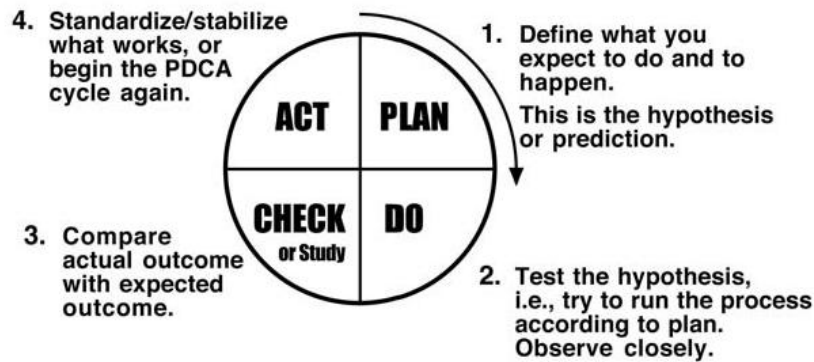 4. Standardize/stabilize
what works, or
begin the PDCA
cycle again.
1. Define what you
expect to do and to
happen.
This is the hypothesis
or prediction.
ACT
PLAN
CHECK
or Study
DO
3. Compare
actual outcome
with expected
outcome.
2. Test the hypothesis,
i.e., try to run the process
according to plan.
Observe closely.